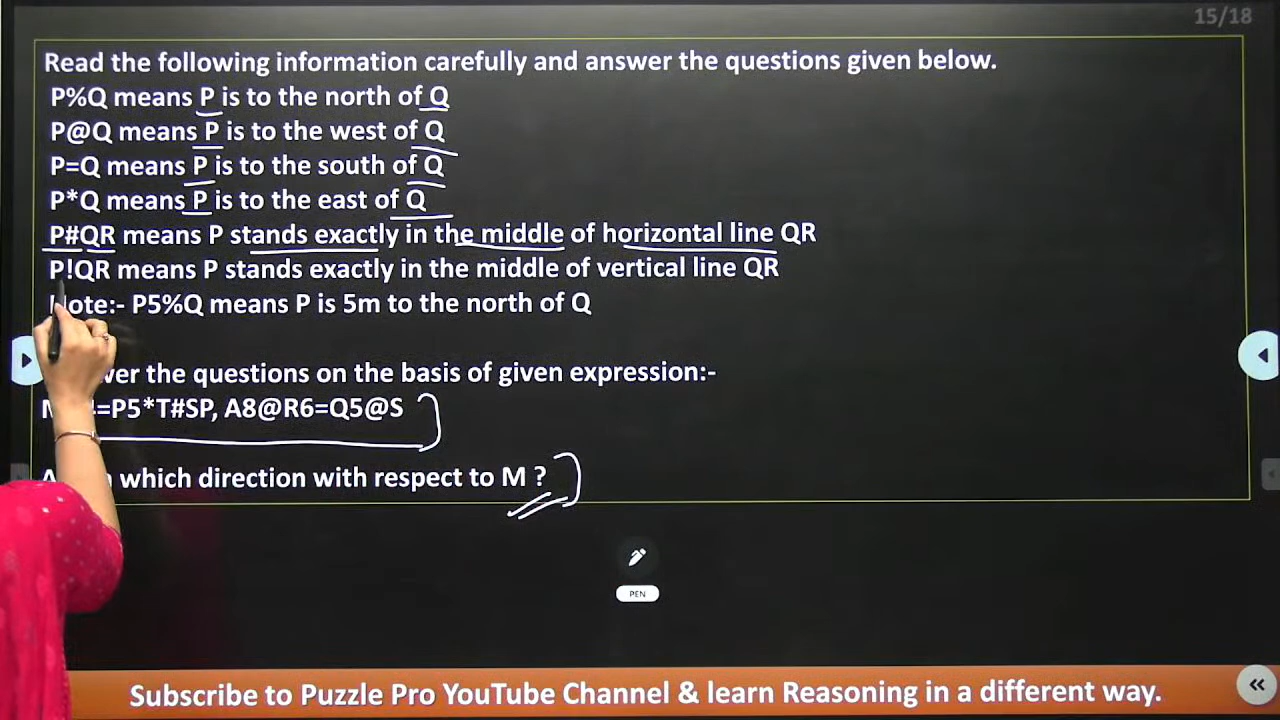 15/18
Read the following information carefully and answer the questions given below.
P%Q means P is to the north of Q
P@Q means P is to the west of Q
P=Q means P is to the south of Q
P*Q means P is to the east of Q
P#QR means P stands exactly in the middle of horizontal line QR
P!QR means P stands exactly in the middle of vertical line QR
:- P5%Q means P is 5m to the north of Q
the questions on the basis of given expression:-
=P5*T#SP, A8@R6=Q5@S
which direction with respect to M ?
PEN
Subscribe to Puzzle Pro YouTube Channel & learn Reasoning in a different way.